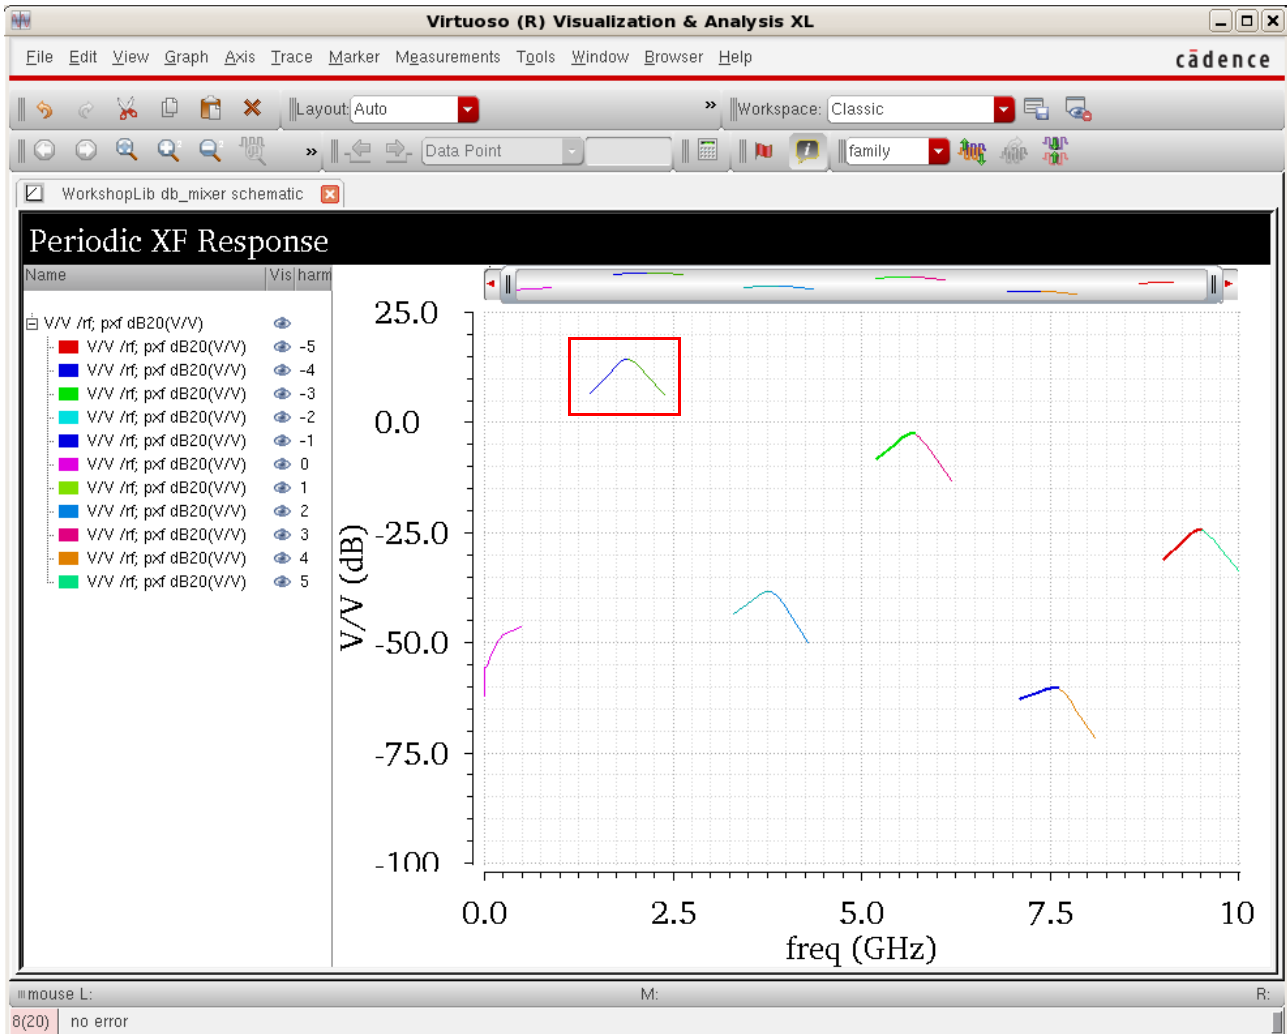 Virtuoso (R) Visualization & Analysis XL
File Edit View Graph Axis Trace Marker Measurements Tools Window Browser Help
cādence
Layout: Auto
» Workspace: Classic
» Data Point
family
WorkshopLib db_mixer schematic
Periodic XF Response
Name Vis harm
V/V /rf; pxf dB20(V/V)
V/V /rf; pxf dB20(V/V) -5
V/V /rf; pxf dB20(V/V) -4
V/V /rf; pxf dB20(V/V) -3
V/V /rf; pxf dB20(V/V) -2
V/V /rf; pxf dB20(V/V) -1
V/V /rf; pxf dB20(V/V) 0
V/V /rf; pxf dB20(V/V) 1
V/V /rf; pxf dB20(V/V) 2
V/V /rf; pxf dB20(V/V) 3
V/V /rf; pxf dB20(V/V) 4
V/V /rf; pxf dB20(V/V) 5
25.0
0.0
-25.0
-50.0
-75.0
-100
V/V (dB)
0.0 2.5 5.0 7.5 10
freq (GHz)
mouse L: M: R:
8(20) no error